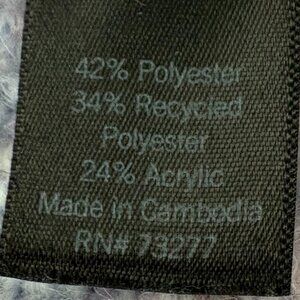 42% Polyester
34% Recycled
Polyester
24% Acrylic
Made in Cambodia
RN# 73277